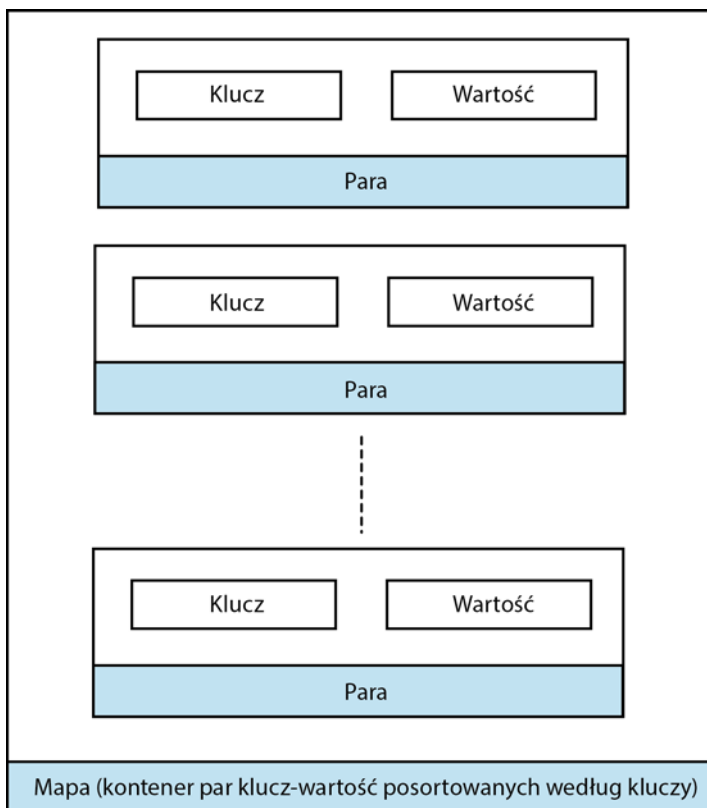 Klucz Wartość
Para
Klucz Wartość
Para
Klucz Wartość
Para
Mapa (kontener par klucz-wartość posortowanych według kluczy)